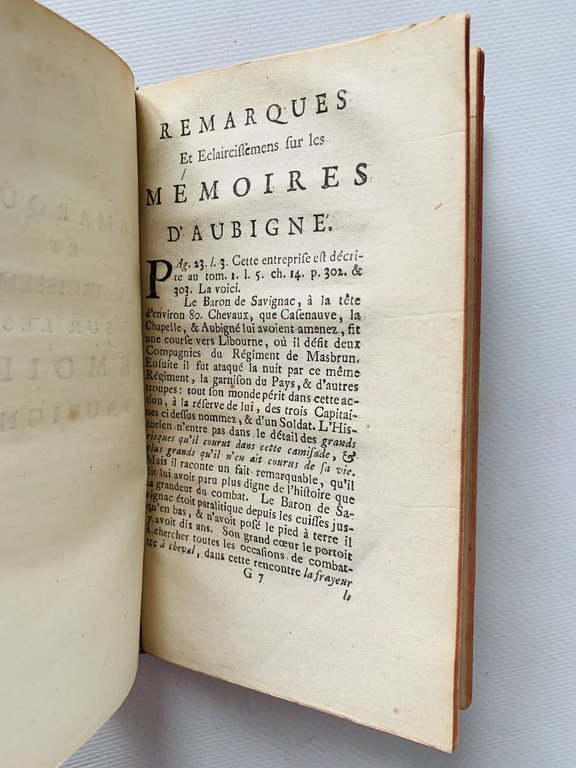 REMARQUES
Et Eclaircissemens sur les
MEMOIRES
D'AUBIGNE.
PAg. 23. l. 3. Cette entreprise est décri-
te au tom. 1. l. 5. ch. 14. p. 302. &
303. La voici.
Le Baron de Savignac, à la tête
d'environ 80. Chevaux, que Casenauve, la
Chapelle, & Aubigné lui avoient amenez, fit
une course vers Libourne, où il défit deux
Compagnies du Régiment de Masbrun.
Ensuite il fut ataqué la nuit par ce même
Régiment, la garnison du Pays, & d'autres
troupes: tout son monde périt dans cette ac-
tion, à la réserve de lui, des trois Capitai-
nes ci dessus nommez, & d'un Soldat. L'His-
torien n'entre pas dans le détail des grands
risques qu'il courut dans cette camisade, &
plus grands qu'il n'en ait courus de sa vie.
Mais il raconte un fait remarquable, qu'il
dit lui avoir paru plus digne de l'histoire que
la grandeur du combat. Le Baron de Sa-
vignac étoit paralitique depuis les cuisses jus-
qu'en bas, & n'avoit posé le pied à terre il
y avoit dix ans. Son grand cœur le portoit
à chercher toutes les occasions de combat-
tre à cheval, dans cette rencontre la frayeur
G 7
le